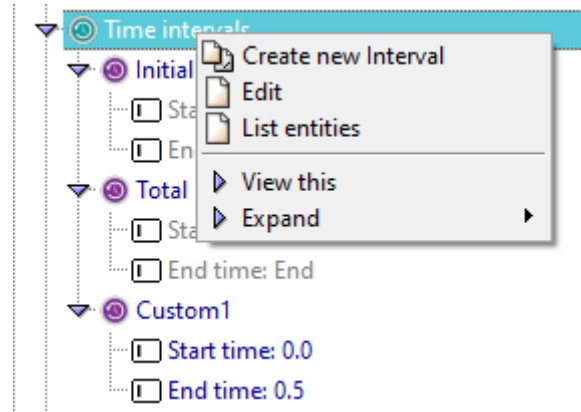 Time intervals
Create new Interval
Initial
Edit
Sta
List entities
En
View this
Total
Expand
Sta
End time: End
Custom1
Start time: 0.0
End time: 0.5